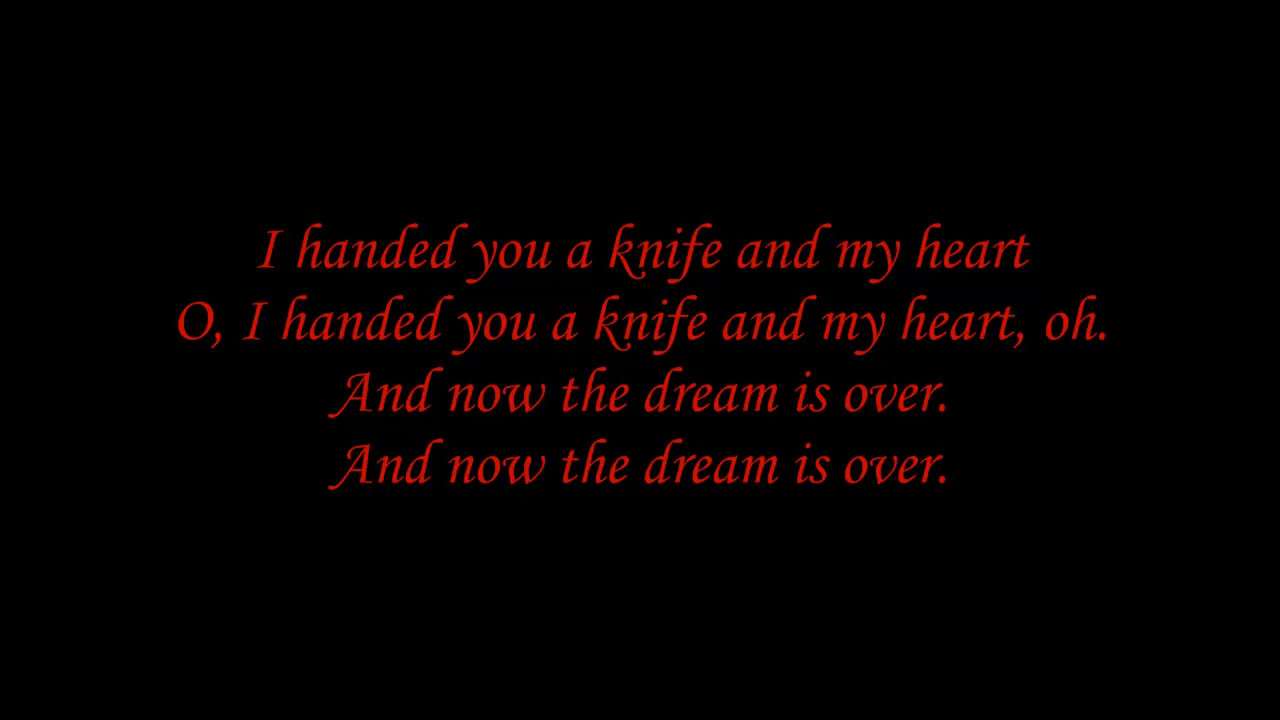 I handed you a knife and my heart
O, I handed you a knife and my heart, oh.
And now the dream is over.
And now the dream is over.